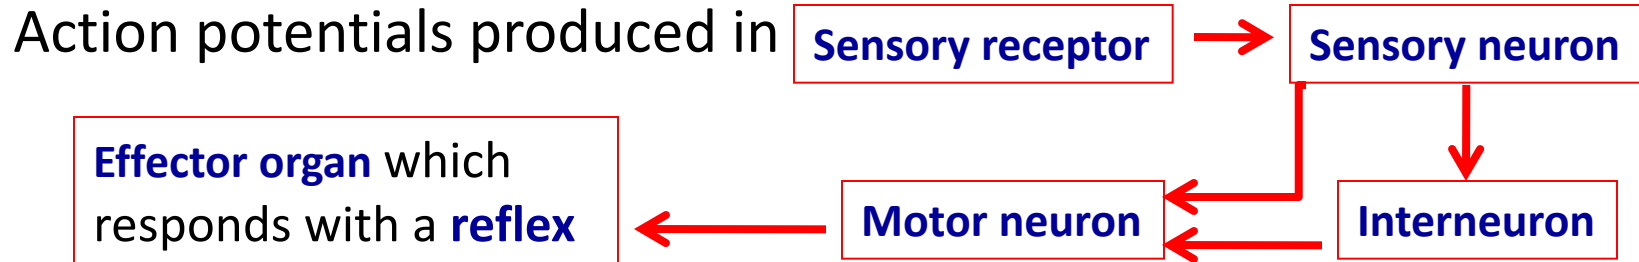 Action potentials produced in Sensory receptor Sensory neuron
Effector organ which
responds with a reflex
Motor neuron
Interneuron